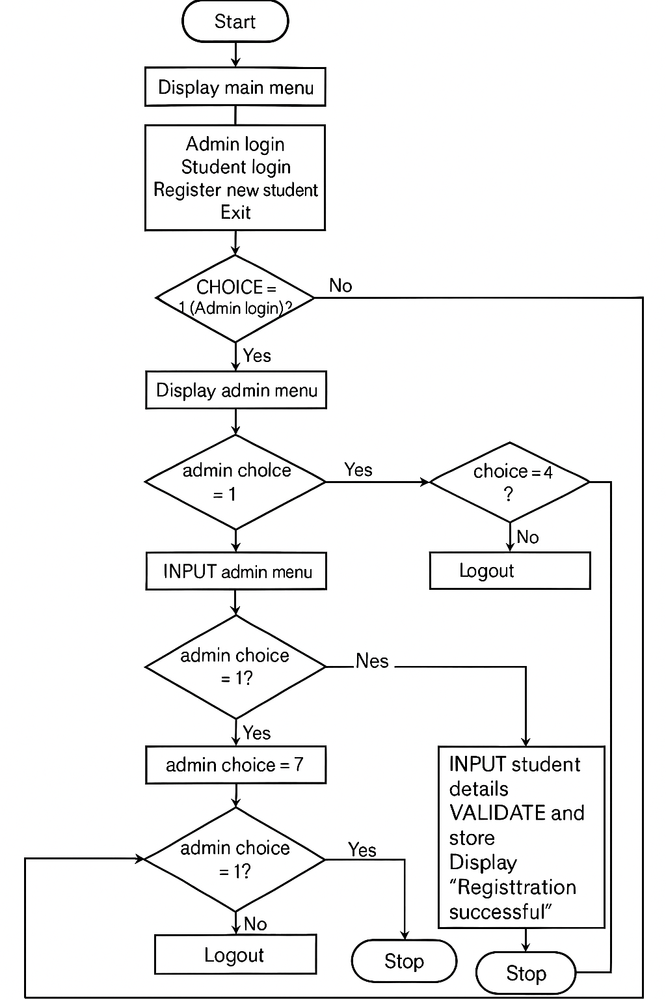 Start
Display main menu
Admin login
Student login
Register new student
Exit
CHOICE =
1 (Admin login)?
No
Yes
Display admin menu
admin choice
= 1
Yes
choice = 4
?
No
Logout
INPUT admin menu
admin choice
= 1?
Nes
Yes
admin choice = 7
INPUT student
details
VALIDATE and
store
Display
“Registtration
successful”
admin choice
= 1?
Yes
No
Logout
Stop
Stop